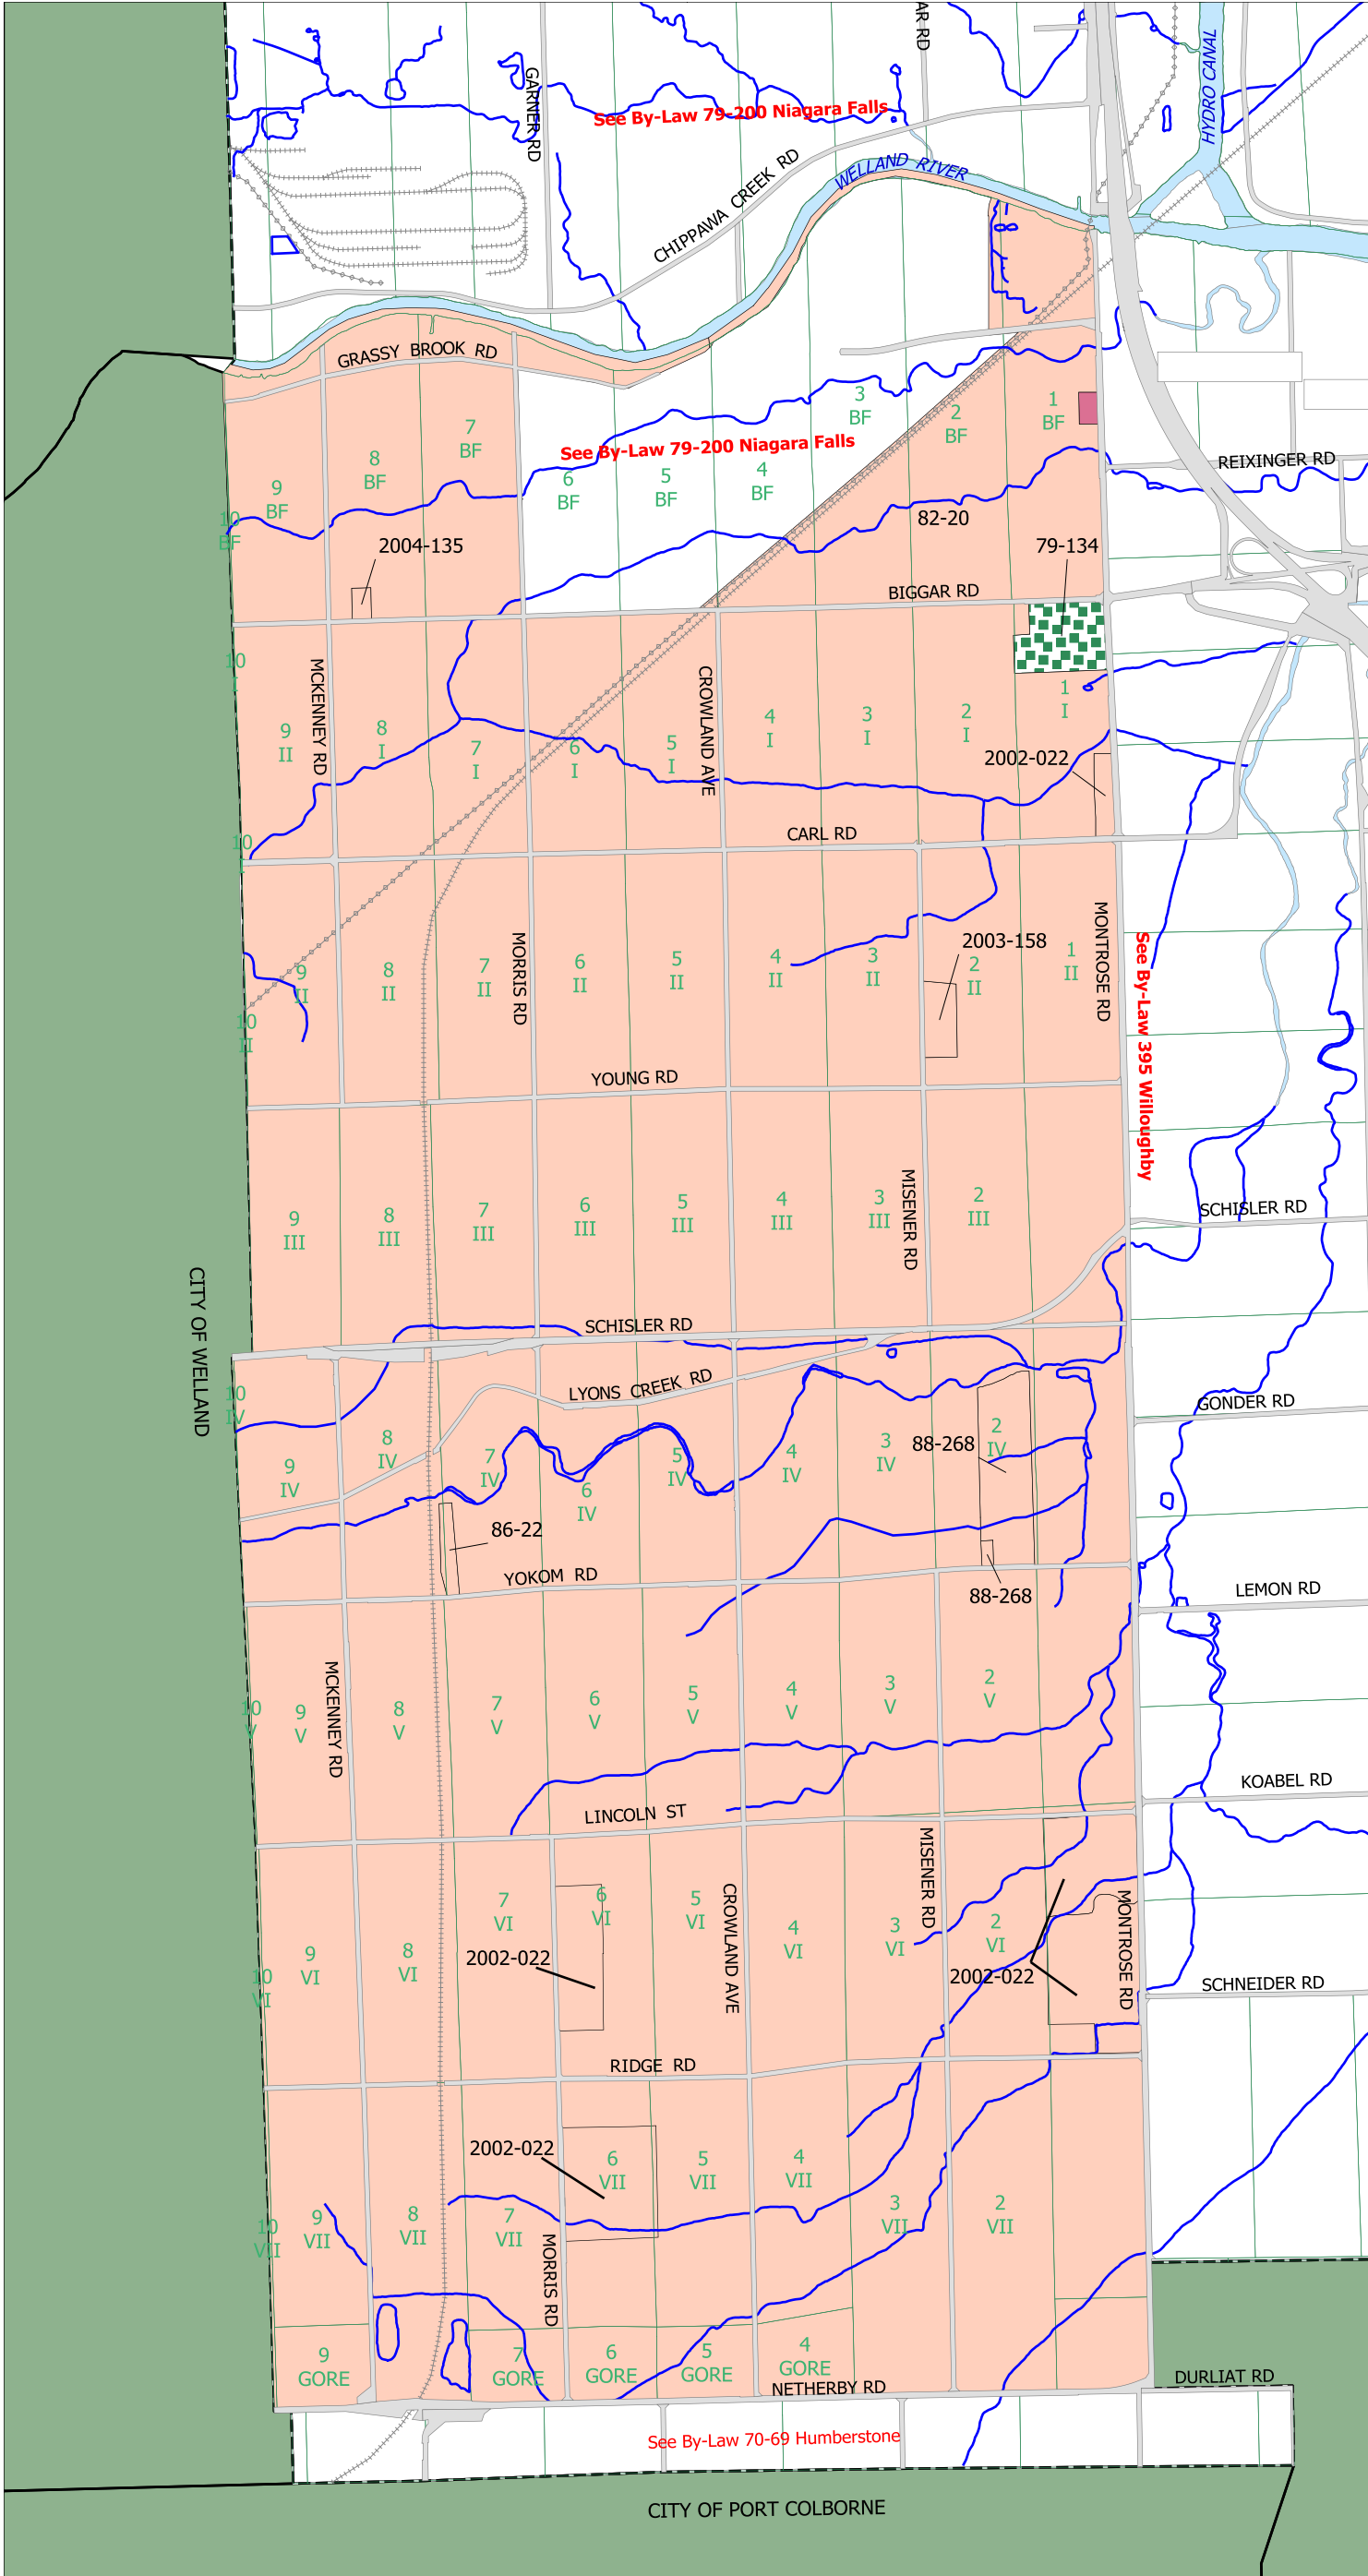 AR RD
HYDRO CANAL
GARNER RD
See By-Law 79-200 Niagara Falls
CHIPPAWA CREEK RD
WELLAND RIVER
GRASSY BROOK RD
3
BF
2
BF
1
BF
7
BF
See By-Law 79-200 Niagara Falls
8
BF
6
BF
5
BF
4
BF
REIXINGER RD
9
BF
10
BF
82-20
2004-135
79-134
BIGGAR RD
10
I
MCKENNEY RD
CROWLAND AVE
9
II
8
I
7
I
6
I
5
I
4
I
3
I
2
I
1
I
2002-022
CARL RD
10
I
MONTROSE RD
MORRIS RD
See By-Law 395 Willoughby
2003-158
9
II
8
II
7
II
6
II
5
II
4
II
3
II
2
II
1
II
10
II
YOUNG RD
MISENER RD
9
III
8
III
7
III
6
III
5
III
4
III
3
III
2
III
SCHISLER RD
CITY OF WELLAND
SCHISLER RD
LYONS CREEK RD
10
IV
GONDER RD
9
IV
8
IV
7
IV
6
IV
5
IV
4
IV
3
IV
88-268
2
IV
86-22
YOKOM RD
88-268
LEMON RD
MCKENNEY RD
10
V
9
V
8
V
7
V
6
V
5
V
4
V
3
V
2
V
KOABEL RD
LINCOLN ST
MISENER RD
CROWLAND AVE
MONTROSE RD
7
VI
6
VI
5
VI
4
VI
3
VI
2
VI
9
VI
8
VI
10
VI
2002-022
2002-022
SCHNEIDER RD
RIDGE RD
2002-022
6
VII
5
VII
4
VII
10
VII
9
VII
8
VII
7
VII
3
VII
2
VII
MORRIS RD
9
GORE
7
GORE
6
GORE
5
GORE
4
GORE
NETHERBY RD
DURLIAT RD
See By-Law 70-69 Humberstone
CITY OF PORT COLBORNE